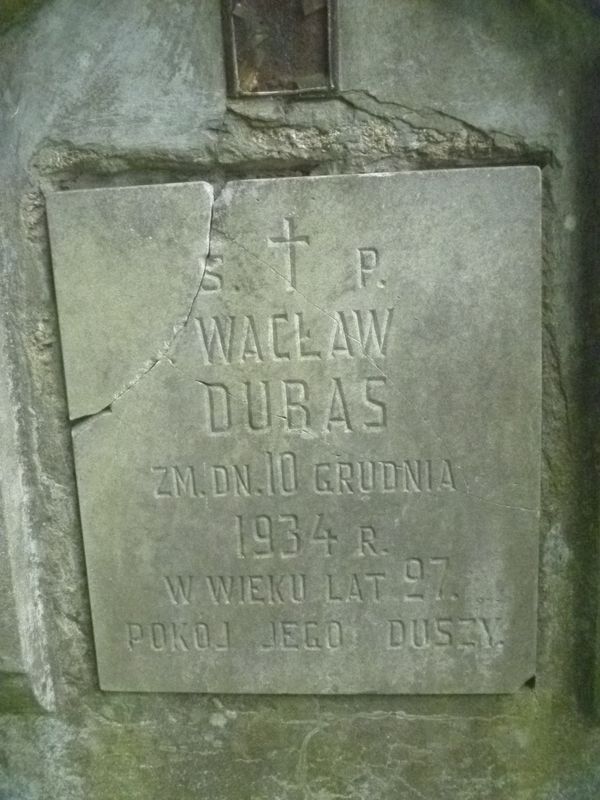 S. † P.
WACŁAW
DUBAS
ZM. DN. 10 GRUDNIA
1934 R.
W WIEKU LAT 27.
POKÓJ JEGO DUSZY.